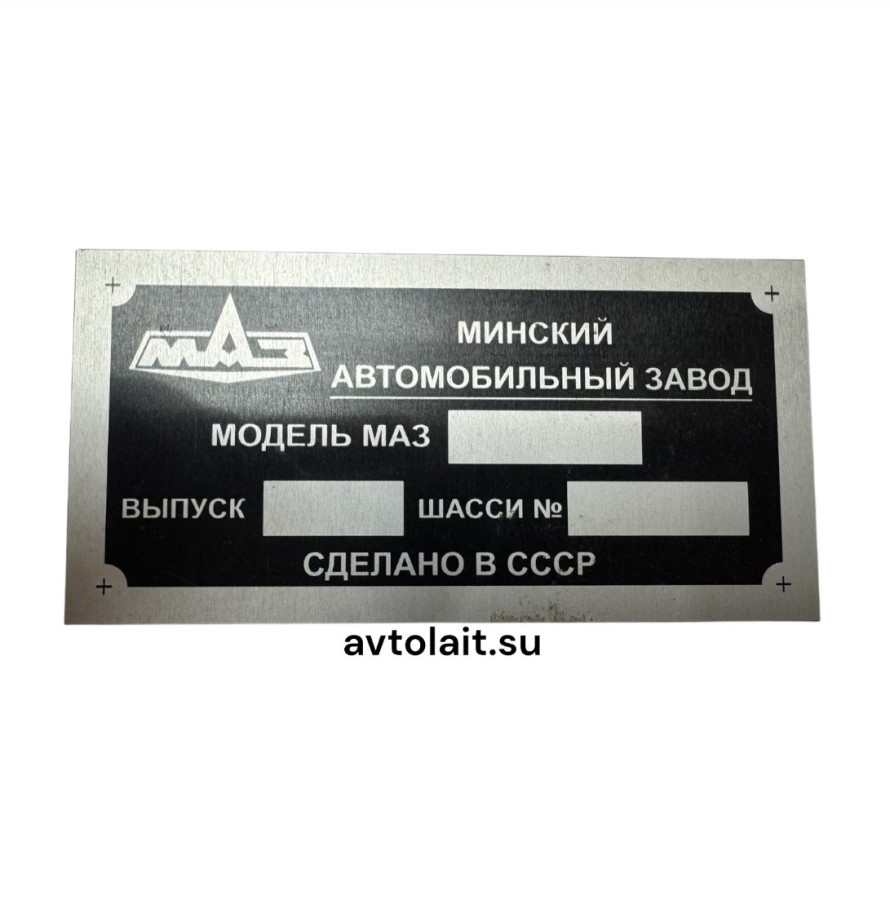 МАЗ
МИНСКИЙ
АВТОМОБИЛЬНЫЙ ЗАВОД
МОДЕЛЬ МАЗ
ВЫПУСК ШАССИ №
СДЕЛАНО В СССР
avtolait.su